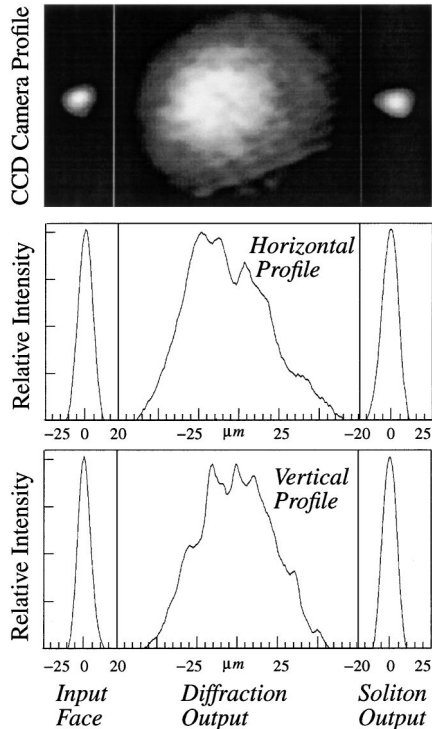 CCD Camera Profile
Relative Intensity
Horizontal
Profile
-25 0 20 -25 μm 25 -20 0 25
Relative Intensity
Vertical
Profile
-25 0 20 -25 μm 25 -20 0 25
Input
Face
Diffraction
Output
Soliton
Output